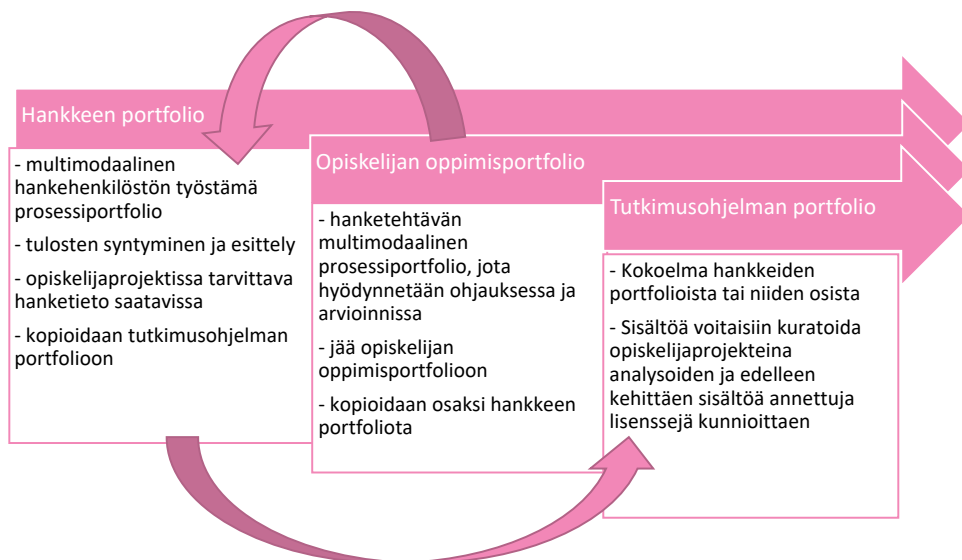 Hankkeen portfolio
- multimodaalinen
hankehenkilöstön työstämä
prosessiportfolio
- tulosten syntyminen ja esittely
- opiskelijaprojektissa tarvittava
hanketieto saatavissa
- kopioidaan tutkimusohjelman
portfolioon
Opiskelijan oppimisportfolio
- hanketehtävän
multimodaalinen
prosessiportfolio, jota
hyödynnetään ohjauksessa ja
arvioinnissa
- jää opiskelijan
oppimisportfolioon
- kopioidaan osaksi hankkeen
portfoliota
Tutkimusohjelman portfolio
- Kokoelma hankkeiden
portfolioista tai niiden osista
- Sisältöä voitaisiin kuratoida
opiskelijaprojekteina
analysoiden ja edelleen
kehittäen sisältöä annettuja
lisenssejä kunnioittaen